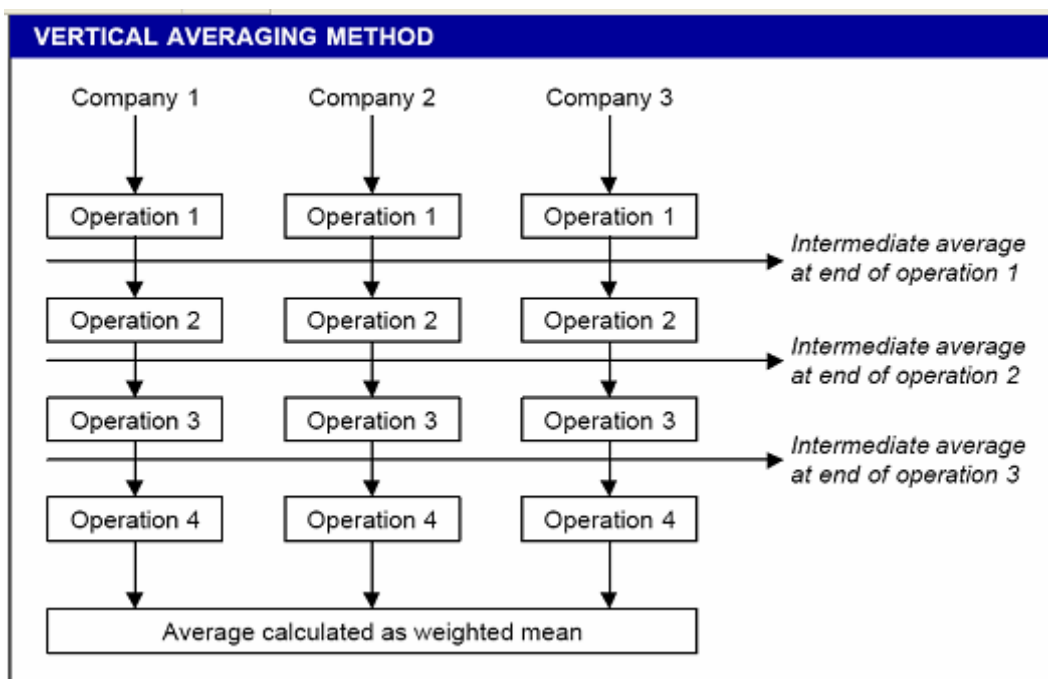 VERTICAL AVERAGING METHOD
Company 1
Company 2
Company 3
Operation 1
Operation 1
Operation 1
Intermediate average
at end of operation 1
Operation 2
Operation 2
Operation 2
Intermediate average
at end of operation 2
Operation 3
Operation 3
Operation 3
Intermediate average
at end of operation 3
Operation 4
Operation 4
Operation 4
Average calculated as weighted mean